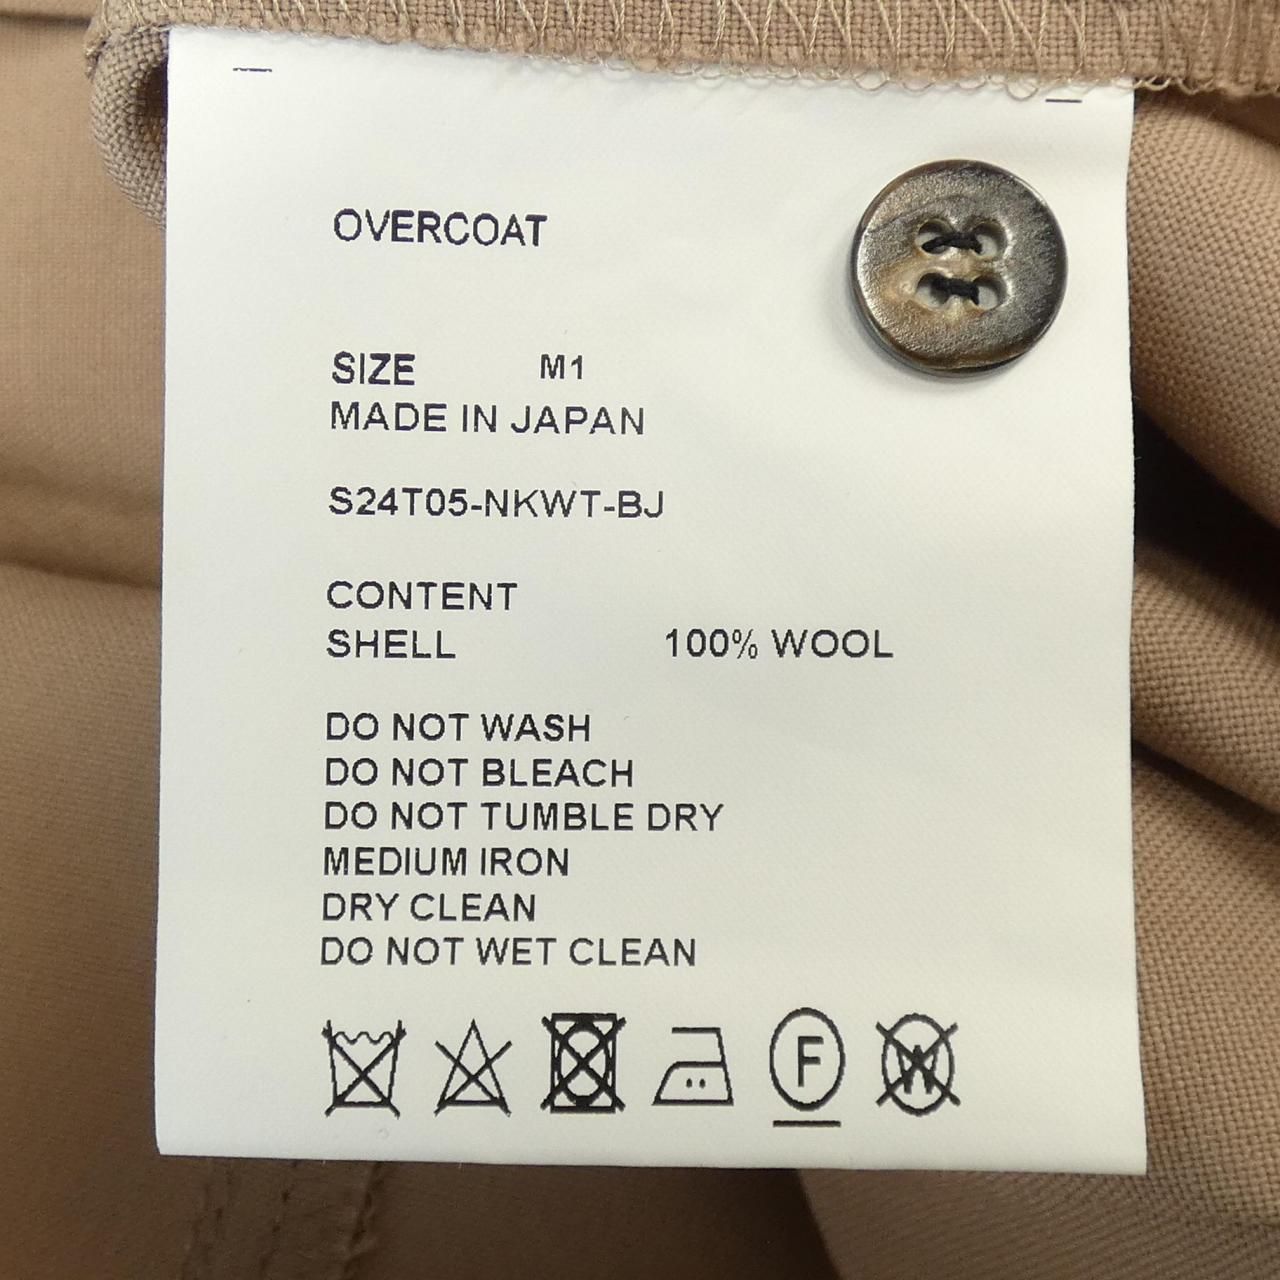 OVERCOAT
SIZE M1
MADE IN JAPAN
S24T05-NKWT-BJ
CONTENT
SHELL 100% WOOL
DO NOT WASH
DO NOT BLEACH
DO NOT TUMBLE DRY
MEDIUM IRON
DRY CLEAN
DO NOT WET CLEAN
F W